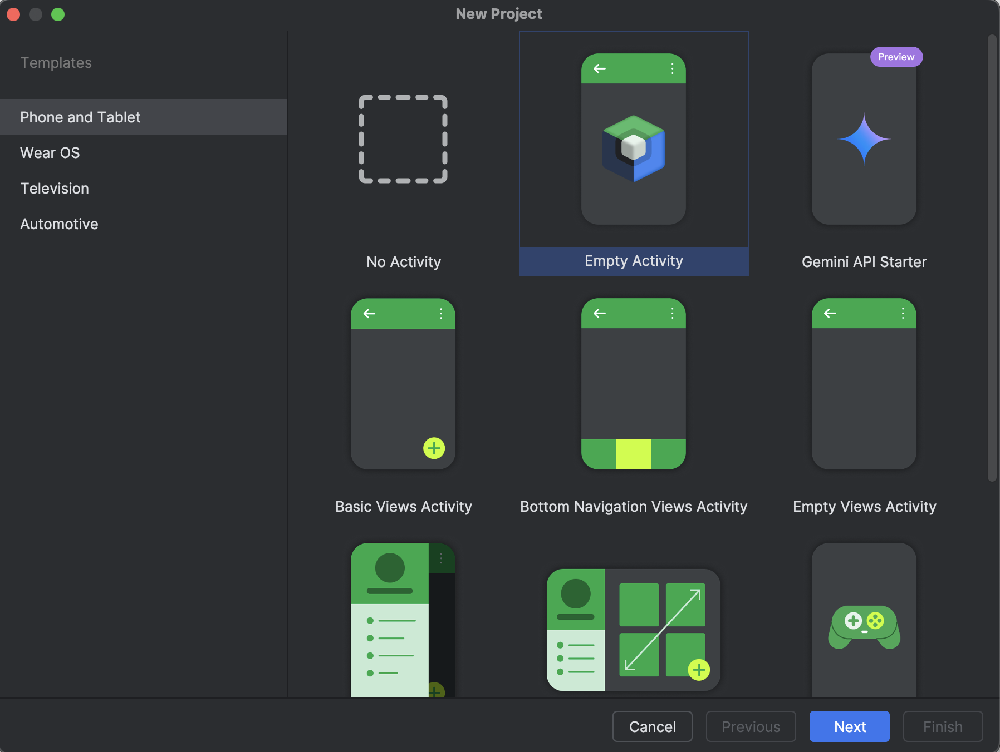 New Project
Templates
Phone and Tablet
Wear OS
Television
Automotive
Preview
No Activity
Empty Activity
Gemini API Starter
Basic Views Activity
Bottom Navigation Views Activity
Empty Views Activity
Cancel
Previous
Next
Finish